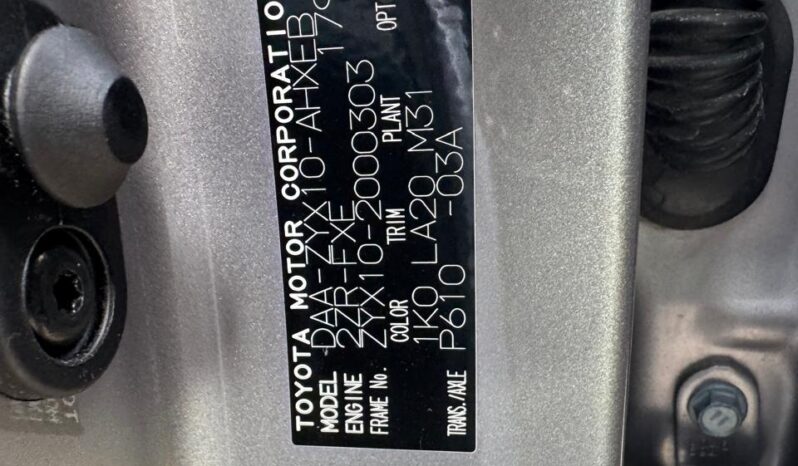 TOYOTA MOTOR CORPORATIO
MODEL DAA-ZYX10-AHXEB
ENGINE 2ZR-FXE 179
FRAME No. ZYX10-2000303
COLOR TRIM PLANT OPT
1K0 LA20 M31
TRANS./AXLE P610 -03A